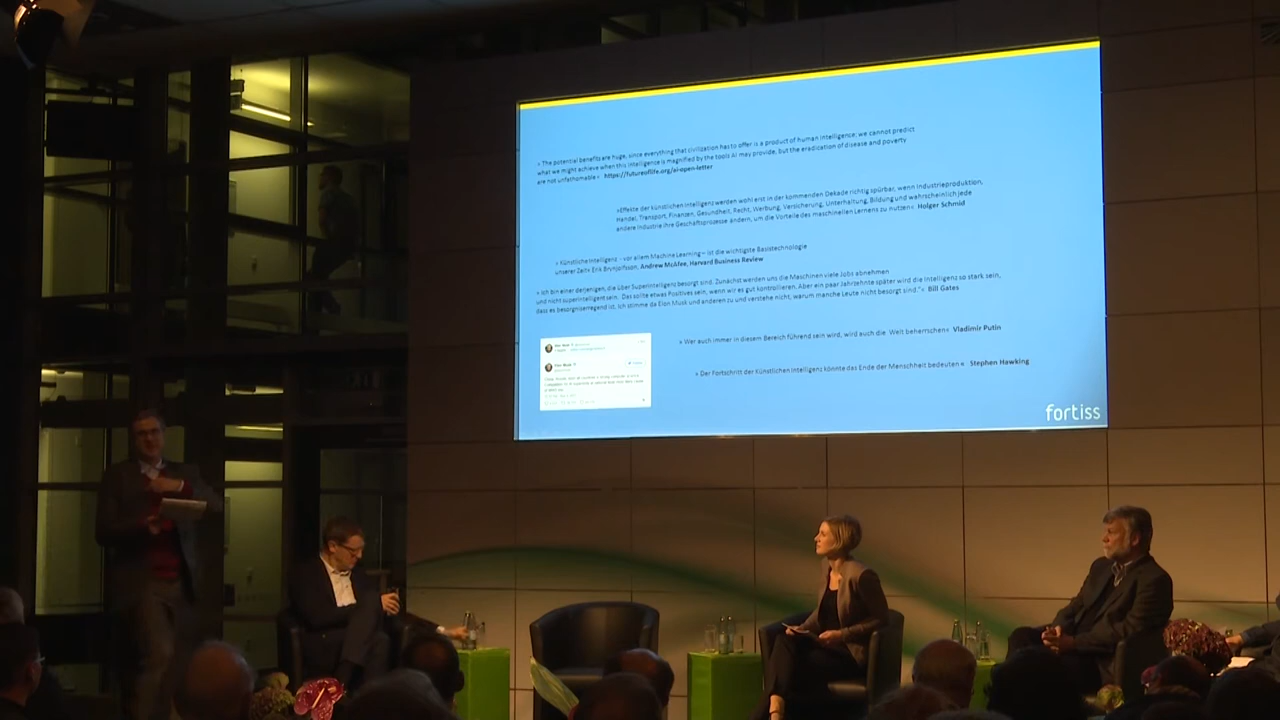 » The potential benefits are huge, since everything that civilization has to offer is a product of human intelligence; we cannot predict
what we might achieve when this intelligence is magnified by the tools AI may provide, but the eradication of disease and poverty
are not unfathomable« https://futureoflife.org/ai-open-letter
»Effekte der künstlichen Intelligenz werden wohl erst in der kommenden Dekade richtig spürbar, wenn Industrieproduktion,
Handel, Transport, Finanzen, Gesundheit, Recht, Werbung, Versicherung, Unterhaltung, Bildung und wahrscheinlich jede
andere Industrie ihre Geschäftsprozesse ändern, um die Vorteile des maschinellen Lernens zu nutzen« Holger Schmid
» Künstliche Intelligenz - vor allem Machine Learning – ist die wichtigste Basistechnologie
unserer Zeit« Erik Brynjolfsson, Andrew McAfee, Harvard Business Review
» Ich bin einer derjenigen, die über Superintelligenz besorgt sind. Zunächst werden uns die Maschinen viele Jobs abnehmen
und nicht superintelligent sein. Das sollte etwas Positives sein, wenn wir es gut kontrollieren. Aber ein paar Jahrzehnte später wird die Intelligenz so stark sein,
dass es besorgniserregend ist. Ich stimme da Elon Musk und anderen zu und verstehe nicht, warum manche Leute nicht besorgt sind."« Bill Gates
» Wer auch immer in diesem Bereich führend sein wird, wird auch die Welt beherrschen« Vladimir Putin
» Der Fortschritt der Künstlichen Intelligenz könnte das Ende der Menschheit bedeuten« Stephen Hawking
Elon Musk
Elon Musk
fortiss